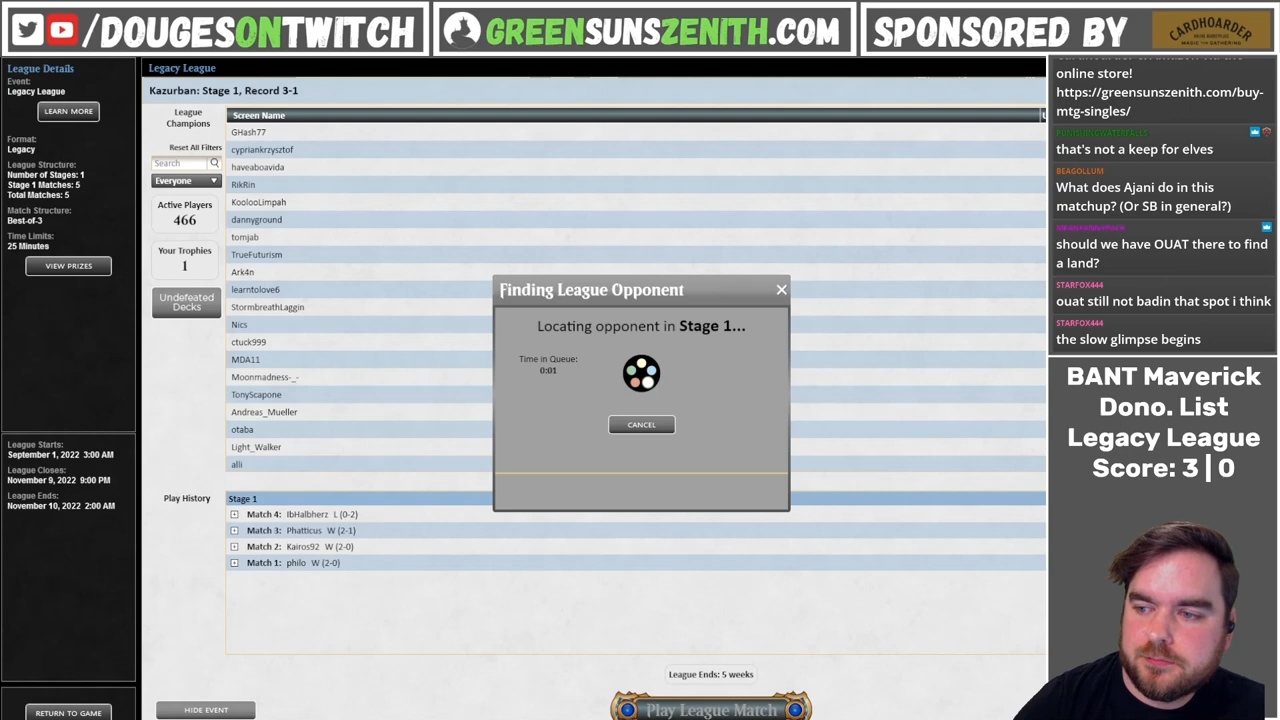 /DOUGESONTWITCH
GREENSUNSZENITH.COM
SPONSORED BY
CARDHOARDER
League Details
Event:
Legacy League
LEARN MORE
Format:
Legacy
League Structure:
Number of Stages: 1
Stage 1 Matches: 5
Total Matches: 5
Match Structure:
Best-of-3
Time Limits:
25 Minutes
VIEW PRIZES
League Starts:
September 1, 2022 3:00 AM
League Closes:
November 9, 2022 9:00 PM
League Ends:
November 10, 2022 2:00 AM
RETURN TO GAME
Legacy League
Kazurban: Stage 1, Record 3-1
League
Champions
Reset All Filters
Search
Everyone
Active Players
466
Your Trophies
1
Undefeated
Decks
Screen Name
GHash77
cypriankrzysztof
haveaboavida
RikRin
KoolooLimpah
dannyground
tomjab
TrueFuturism
Ark4n
learntolove6
StormbreathLaggin
Nics
ctuck999
MDA11
Moonmadness-_-
TonyScapone
Andreas_Mueller
otaba
Light_Walker
alli
Play History
Stage 1
Match 4: IbHalbherz L (0-2)
Match 3: Phatticus W (2-1)
Match 2: Kairos92 W (2-0)
Match 1: philo W (2-0)
Finding League Opponent
Locating opponent in Stage 1...
Time in Queue:
0:01
CANCEL
League Ends: 5 weeks
HIDE EVENT
Play League Match
online store!
https://greensunszenith.com/buy-
mtg-singles/
PUNISHINGWATERFALLS
that's not a keep for elves
BEAGOLLUM
What does Ajani do in this
matchup? (Or SB in general?)
should we have OUAT there to find
a land?
STARFOX444
ouat still not badin that spot i think
STARFOX444
the slow glimpse begins
BANT Maverick
Dono. List
Legacy League
Score: 3 | 0